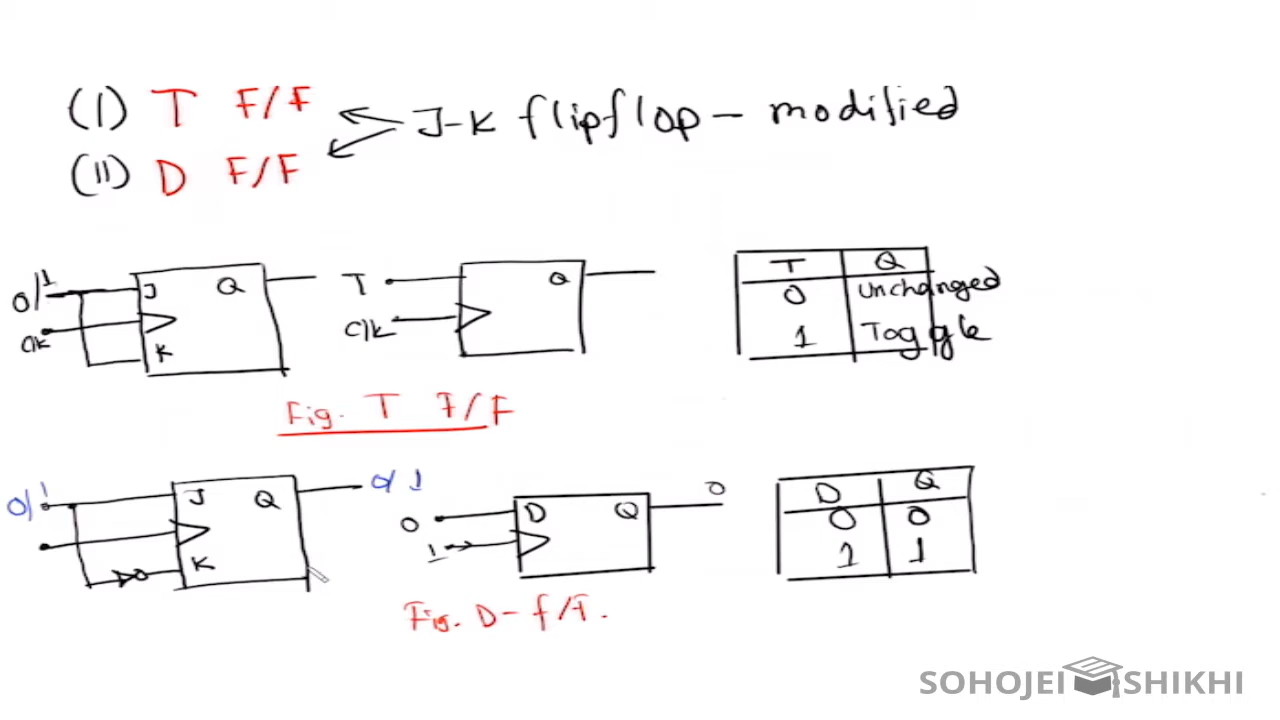 (I) T F/F
J-K flipflop - modified
(II) D F/F
0/1 J Q
Clk
K
T Q
Clk
T Q
0 Unchanged
1 Toggle
Fig. T F/F
0/1 J Q 0/1
K
0 D Q 0
1
D Q
0 0
1 1
Fig. D-f/F.
SOHOJEI SHIKHI